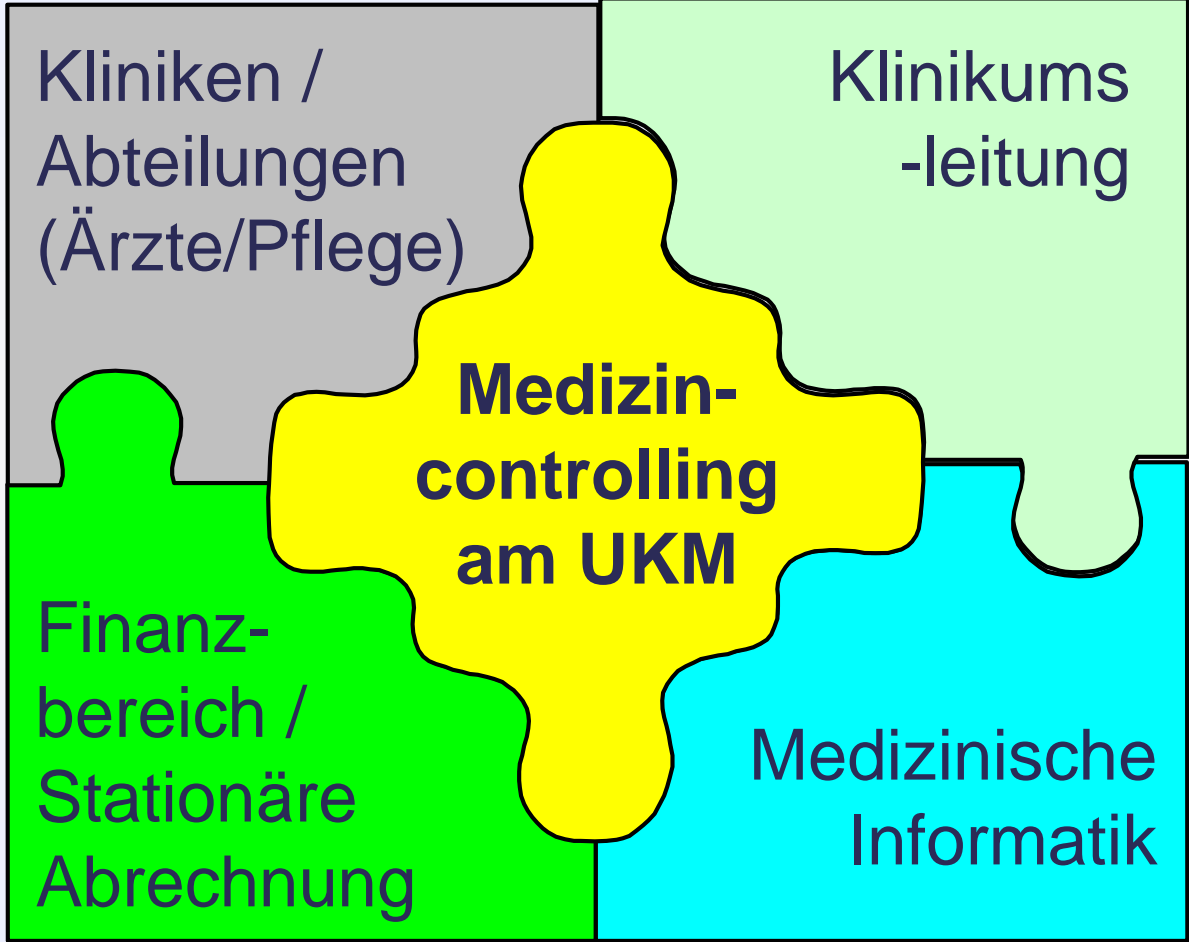 Kliniken /
Abteilungen
(Ärzte/Pflege)
Klinikums
-leitung
Medizin-
controlling
am UKM
Finanz-
bereich /
Stationäre
Abrechnung
Medizinische
Informatik